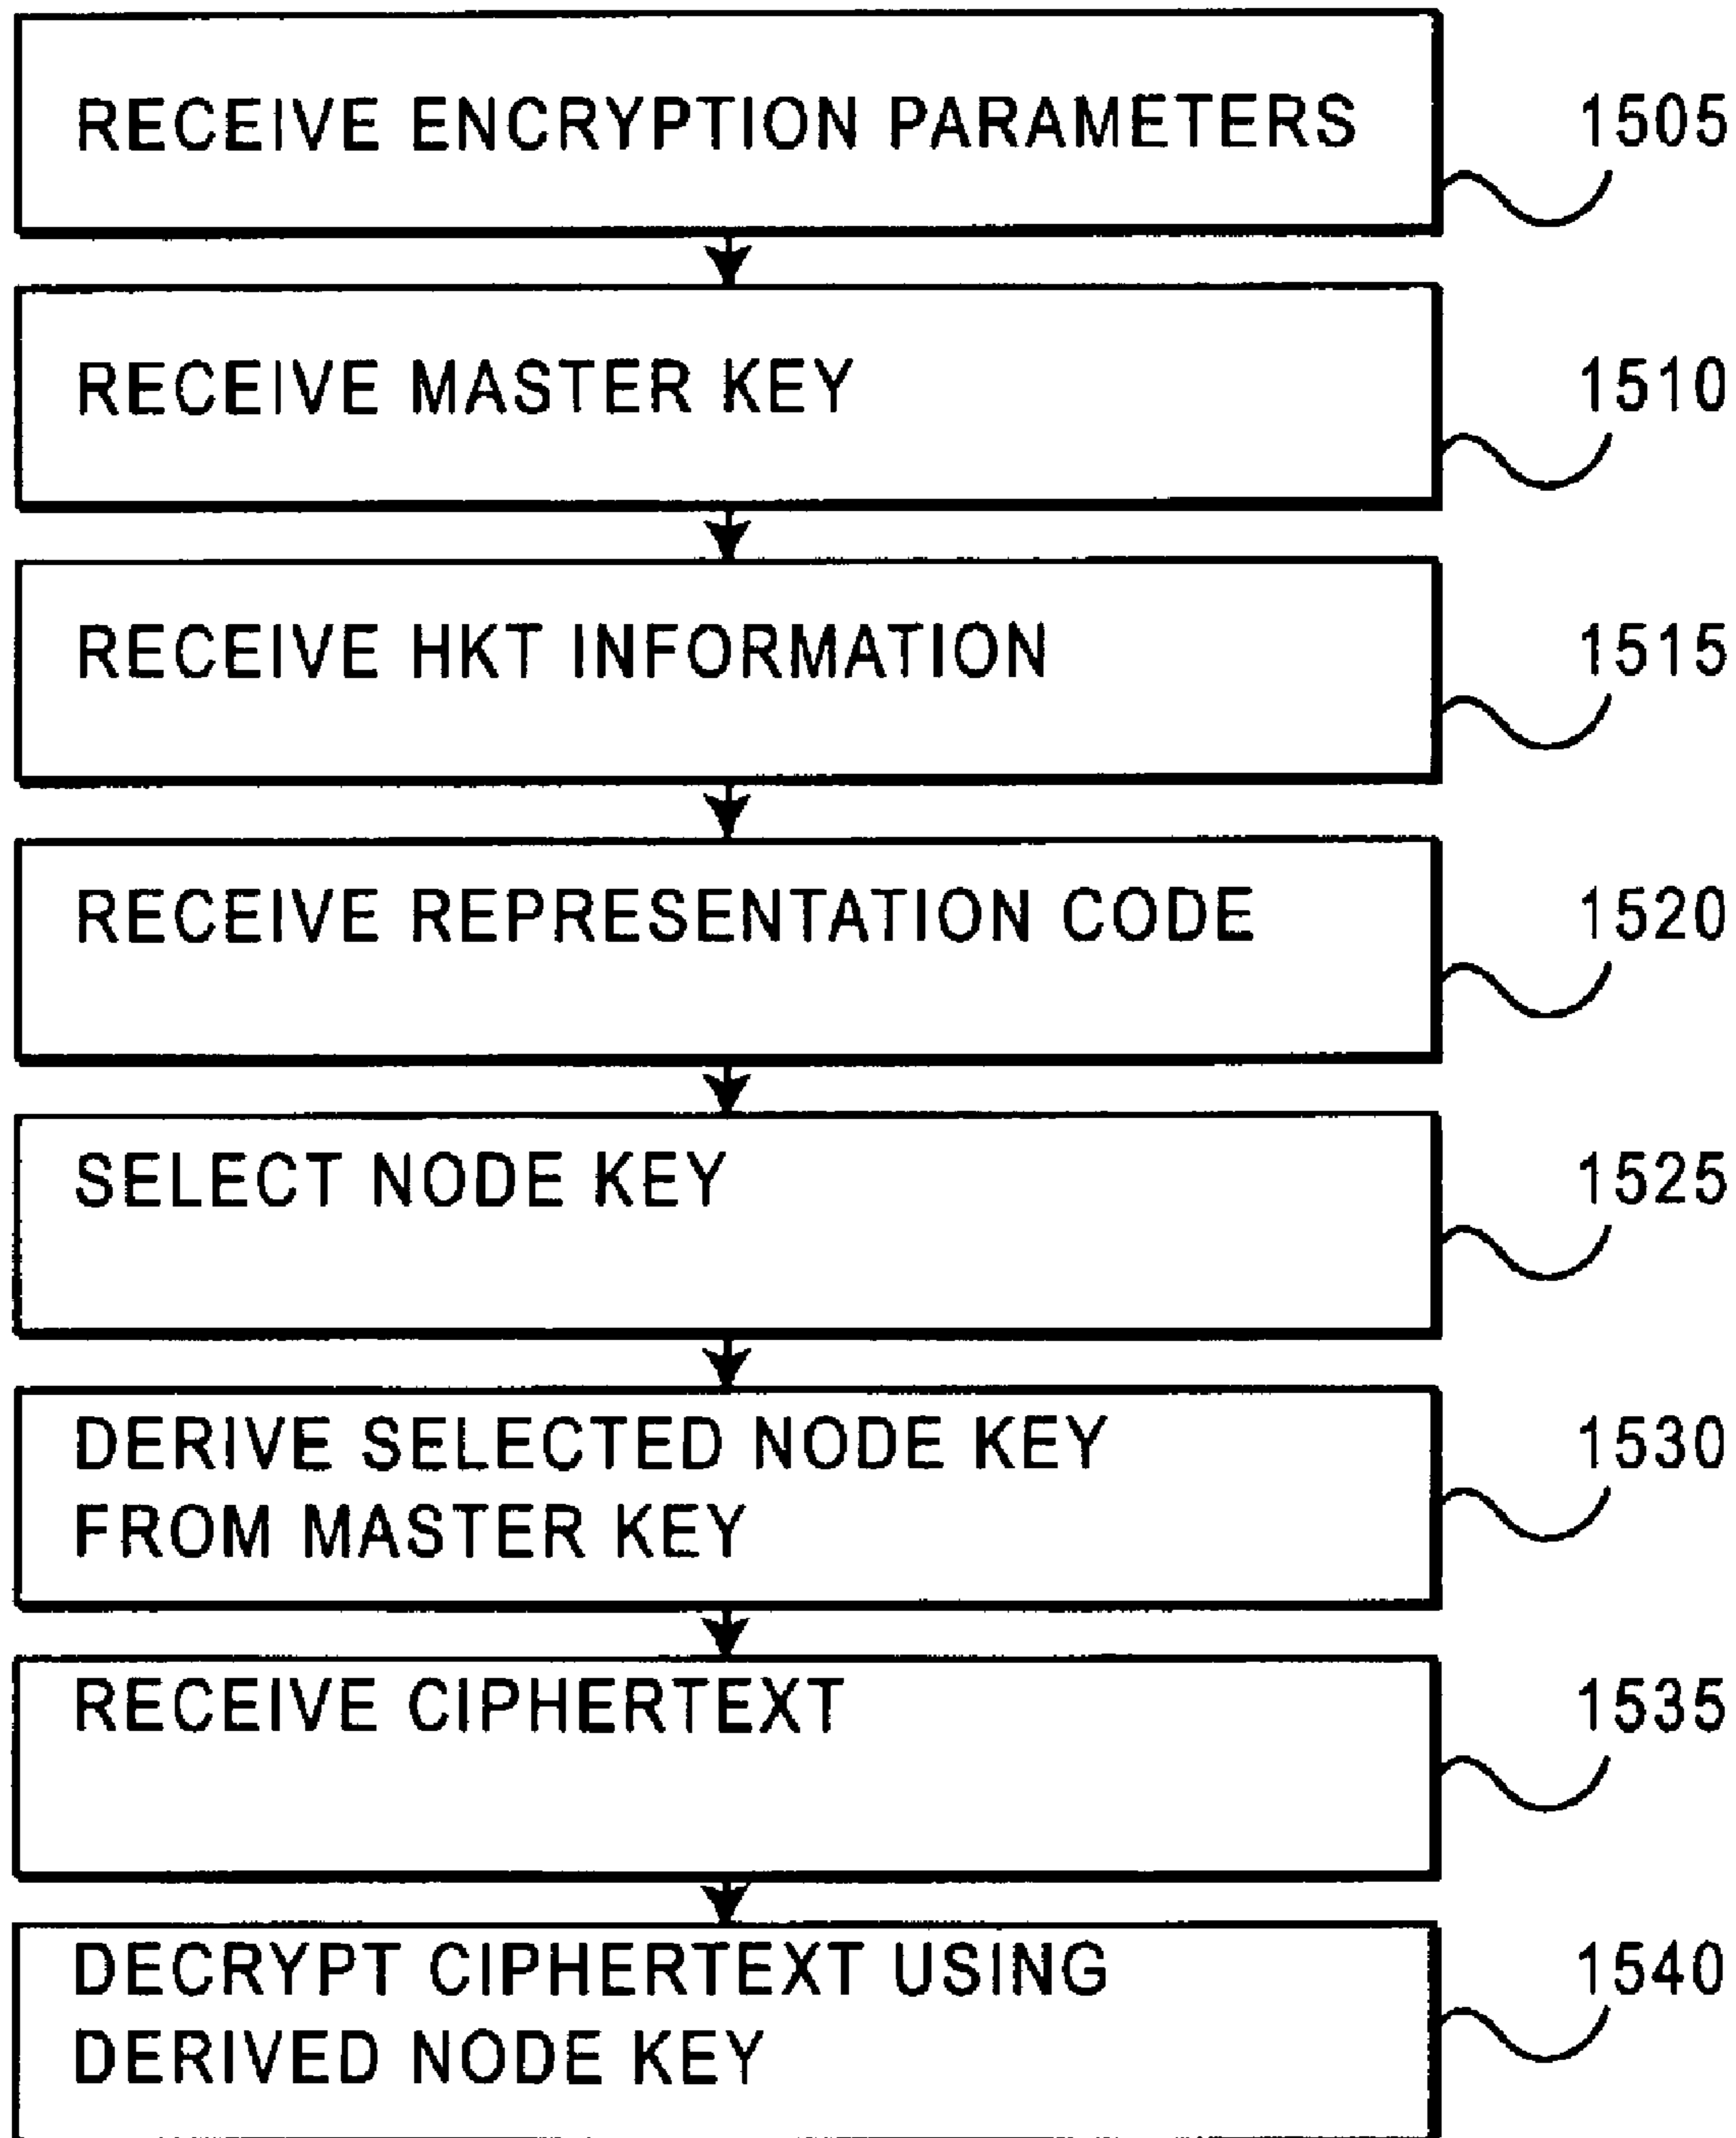 RECEIVE ENCRYPTION PARAMETERS
1505
RECEIVE MASTER KEY
1510
RECEIVE HKT INFORMATION
1515
RECEIVE REPRESENTATION CODE
1520
SELECT NODE KEY
1525
DERIVE SELECTED NODE KEY
FROM MASTER KEY
1530
RECEIVE CIPHERTEXT
1535
DECRYPT CIPHERTEXT USING
DERIVED NODE KEY
1540